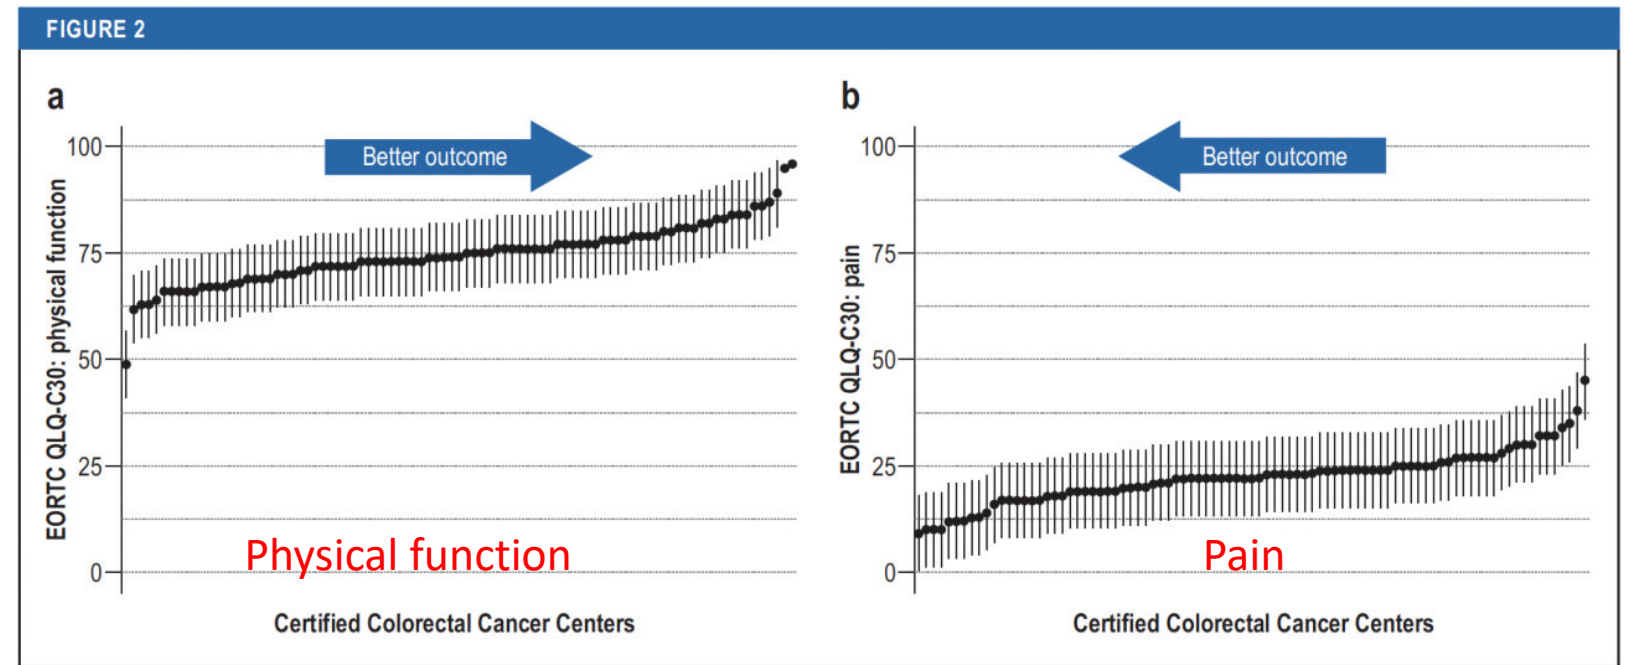 FIGURE 2
a
100
75
50
25
0
EORTC QLQ-C30: physical function
Better outcome
Physical function
Certified Colorectal Cancer Centers
b
100
75
50
25
0
EORTC QLQ-C30: pain
Better outcome
Pain
Certified Colorectal Cancer Centers